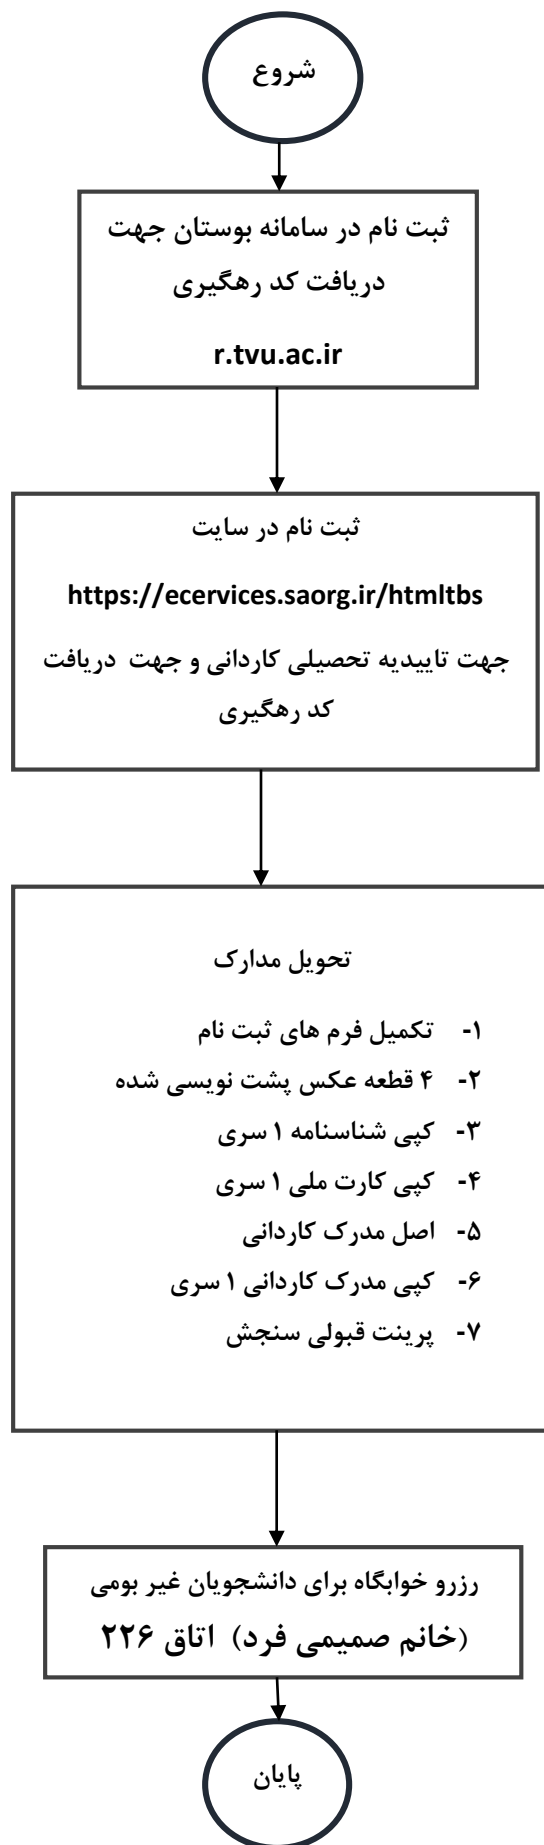 شروع
ثبت نام در سامانه بوستان جهت
دریافت کد رهگیری
r.tvu.ac.ir
ثبت نام در سایت
https://ecervices.saorg.ir/htmltbs
جهت تاییدیه تحصیلی کاردانی و جهت دریافت
کد رهگیری
تحویل مدارک
۱- تکمیل فرم های ثبت نام
۲- ۴ قطعه عکس پشت نویسی شده
۳- کپی شناسنامه ۱ سری
۴- کپی کارت ملی ۱ سری
۵- اصل مدرک کاردانی
۶- کپی مدرک کاردانی ۱ سری
۷- پرینت قبولی سنجش
رزرو خوابگاه برای دانشجویان غیر بومی
(خانم صمیمی فرد) اتاق ۲۲۶
پایان